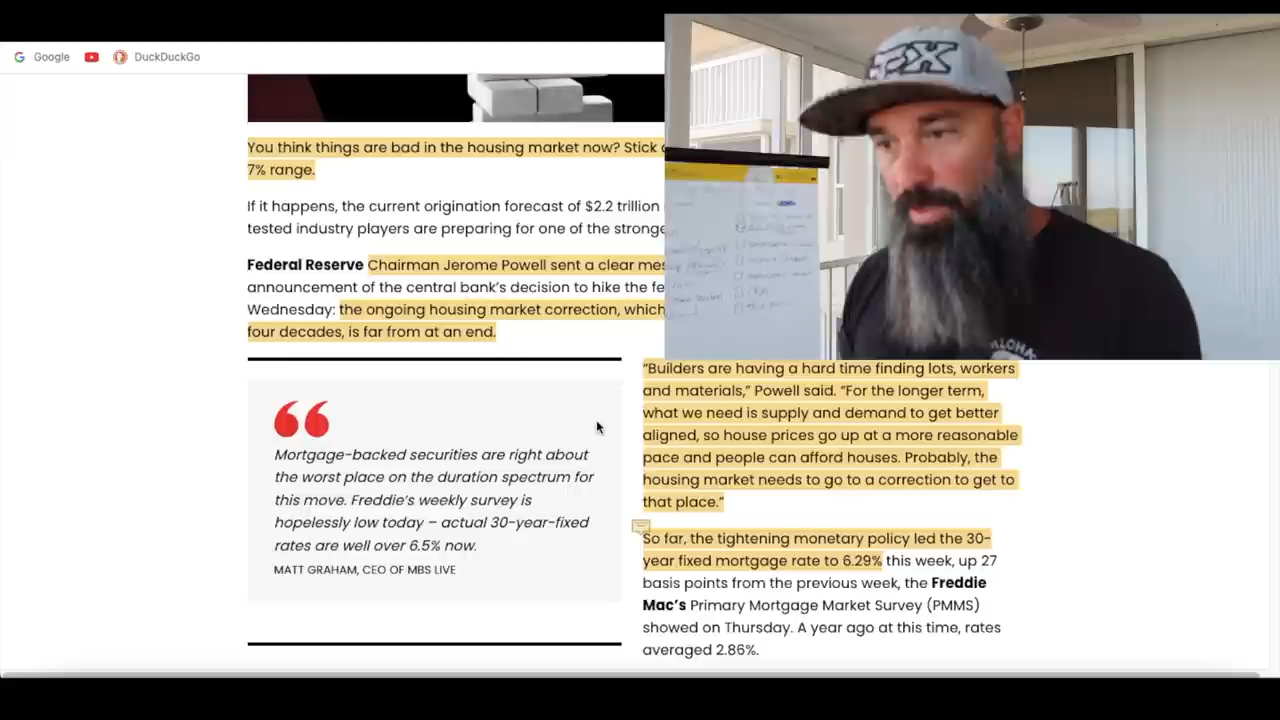 Google
DuckDuckGo
FX
You think things are bad in the housing market now? Stick
7% range.
If it happens, the current origination forecast of $2.2 trillion
tested industry players are preparing for one of the stronge
Federal Reserve Chairman Jerome Powell sent a clear mes
announcement of the central bank's decision to hike the fe
Wednesday: the ongoing housing market correction, which
four decades, is far from at an end.
ALOHA
Mortgage-backed securities are right about
the worst place on the duration spectrum for
this move. Freddie's weekly survey is
hopelessly low today – actual 30-year-fixed
rates are well over 6.5% now.
MATT GRAHAM, CEO OF MBS LIVE
"Builders are having a hard time finding lots, workers
and materials," Powell said. "For the longer term,
what we need is supply and demand to get better
aligned, so house prices go up at a more reasonable
pace and people can afford houses. Probably, the
housing market needs to go to a correction to get to
that place."
So far, the tightening monetary policy led the 30-
year fixed mortgage rate to 6.29% this week, up 27
basis points from the previous week, the Freddie
Mac's Primary Mortgage Market Survey (PMMS)
showed on Thursday. A year ago at this time, rates
averaged 2.86%.